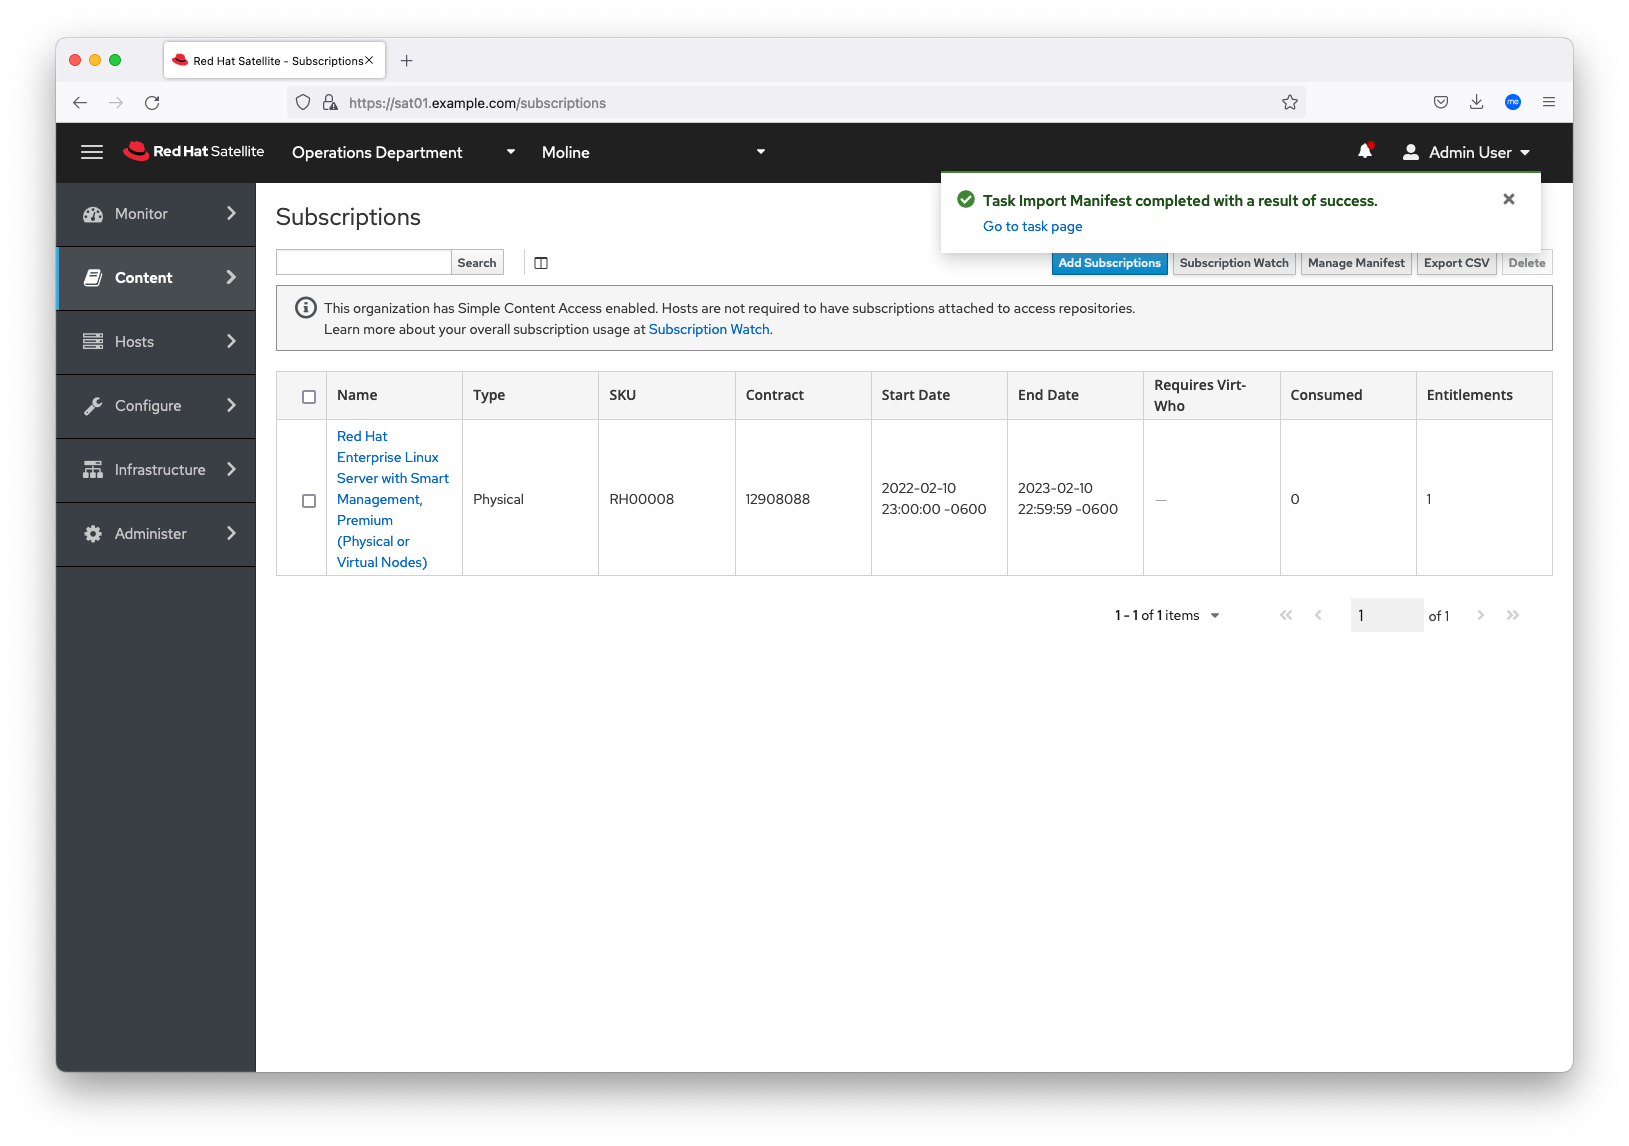 Red Hat Satellite - Subscriptions
https://sat01.example.com/subscriptions
me
Red Hat Satellite
Operations Department
Moline
Admin User
Task Import Manifest completed with a result of success.
Go to task page
Monitor
Content
Hosts
Configure
Infrastructure
Administer
Subscriptions
Search
Add Subscriptions
Subscription Watch
Manage Manifest
Export CSV
Delete
This organization has Simple Content Access enabled. Hosts are not required to have subscriptions attached to access repositories.
Learn more about your overall subscription usage at Subscription Watch.
Name
Type
SKU
Contract
Start Date
End Date
Requires Virt-
Who
Consumed
Entitlements
Red Hat
Enterprise Linux
Server with Smart
Management,
Premium
(Physical or
Virtual Nodes)
Physical
RH00008
12908088
2022-02-10
23:00:00 -0600
2023-02-10
22:59:59 -0600
—
0
1
1 - 1 of 1 items
1
of 1